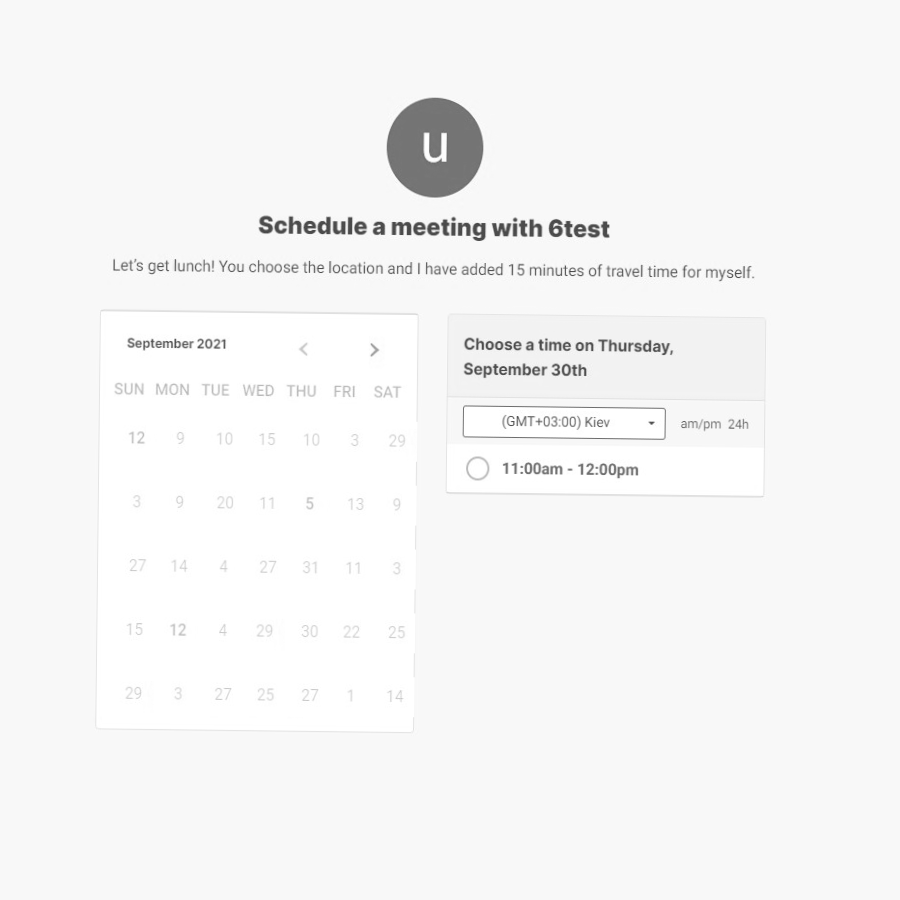 u
Schedule a meeting with 6test
Let's get lunch! You choose the location and I have added 15 minutes of travel time for myself.
September 2021
SUN MON TUE WED THU FRI SAT
12 9 10 15 10 3 29
3 9 20 11 5 13 9
27 14 4 27 31 11 3
15 12 4 29 30 22 25
29 3 27 25 27 1 14
Choose a time on Thursday,
September 30th
(GMT+03:00) Kiev am/pm 24h
11:00am - 12:00pm